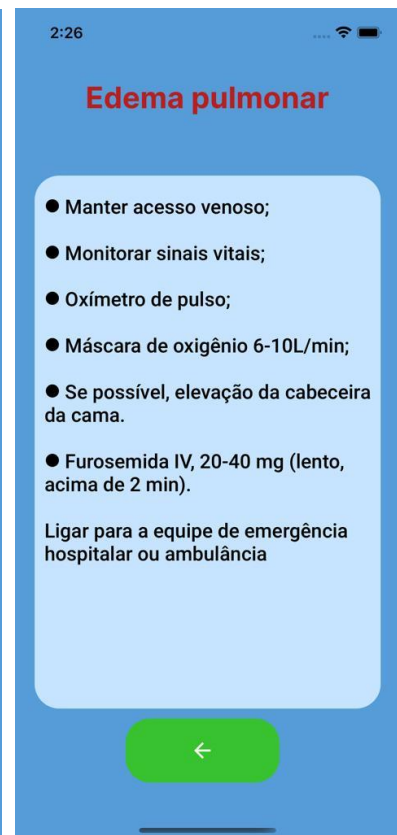 2:26
Edema pulmonar
● Manter acesso venoso;
● Monitorar sinais vitais;
● Oxímetro de pulso;
● Máscara de oxigênio 6-10L/min;
● Se possível, elevação da cabeceira
da cama.
● Furosemida IV, 20-40 mg (lento,
acima de 2 min).
Ligar para a equipe de emergência
hospitalar ou ambulância